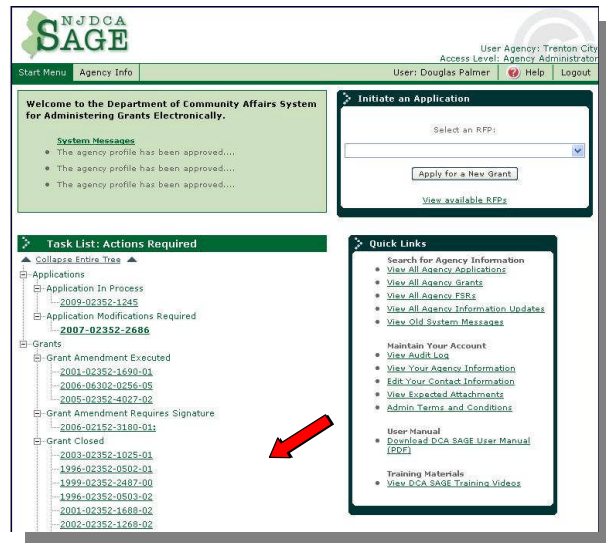 NJDCA
SAGE
User Agency: Trenton City
Access Level: Agency Administrator
Start Menu Agency Info User: Douglas Palmer Help Logout
Welcome to the Department of Community Affairs System
for Administering Grants Electronically.
System Messages
The agency profile has been approved....
The agency profile has been approved....
The agency profile has been approved....
Initiate an Application
Select an RFP:
Apply for a New Grant
View available RFPs
Task List: Actions Required
Collapse Entire Tree
Applications
Application In Process
2009-02352-1245
Application Modifications Required
2007-02352-2686
Grants
Grant Amendment Executed
2001-02352-1690-01
2006-06302-0256-05
2005-02352-4027-02
Grant Amendment Requires Signature
2006-02152-3180-01:
Grant Closed
2003-02352-1025-01
1996-02352-0502-01
1999-02352-2487-00
1996-02352-0503-02
2001-02352-1688-02
2002-02352-1268-02
Quick Links
Search for Agency Information
View All Agency Applications
View All Agency Grants
View All Agency FSRs
View All Agency Information Updates
View Old System Messages
Maintain Your Account
View Audit Log
View Your Agency Information
Edit Your Contact Information
View Expected Attachments
Admin Terms and Conditions
User Manual
Download DCA SAGE User Manual
(PDF)
Training Materials
View DCA SAGE Training Videos